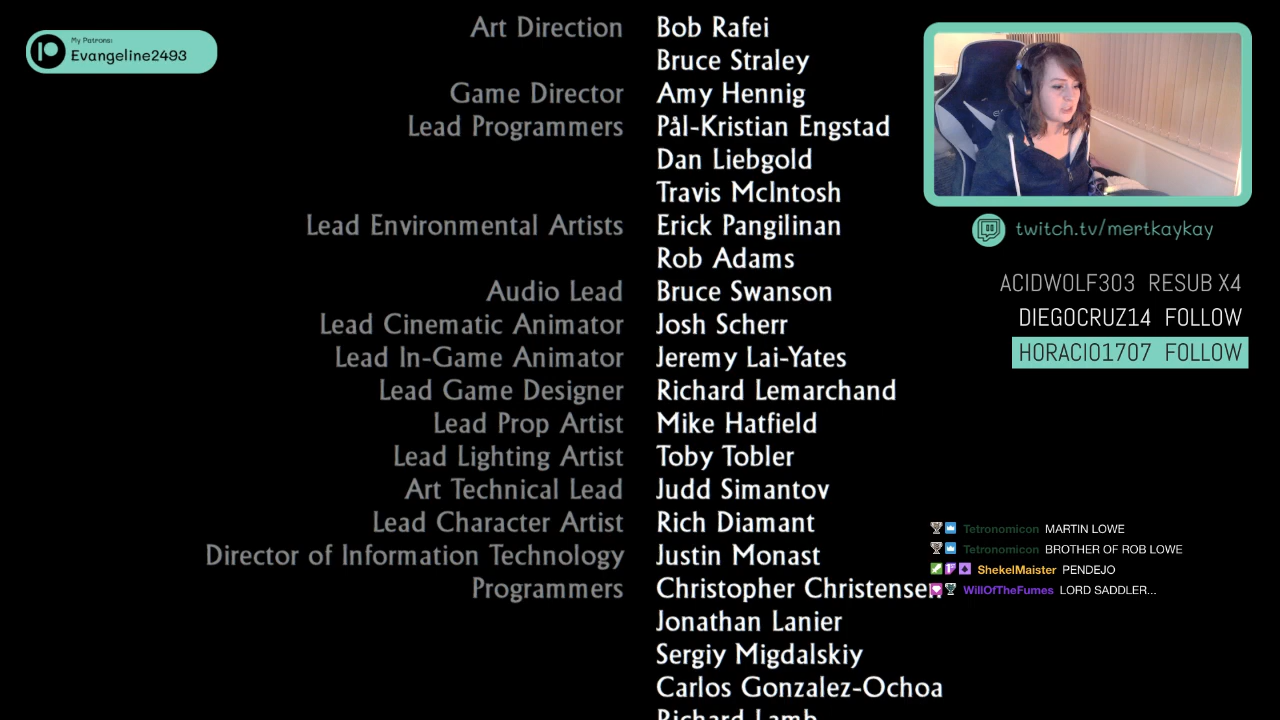 My Patrons:
Evangeline2493
Art Direction Bob Rafei
Bruce Straley
Game Director Amy Hennig
Lead Programmers Pål-Kristian Engstad
Dan Liebgold
Travis McIntosh
Lead Environmental Artists Erick Pangilinan
Rob Adams
Audio Lead Bruce Swanson
Lead Cinematic Animator Josh Scherr
Lead In-Game Animator Jeremy Lai-Yates
Lead Game Designer Richard Lemarchand
Lead Prop Artist Mike Hatfield
Lead Lighting Artist Toby Tobler
Art Technical Lead Judd Simantov
Lead Character Artist Rich Diamant
Director of Information Technology Justin Monast
Programmers Christopher Christensen
Jonathan Lanier
Sergiy Migdalskiy
Carlos Gonzalez-Ochoa
Richard Lamb
twitch.tv/mertkaykay
ACIDWOLF303 RESUB X4
DIEGOCRUZ14 FOLLOW
HORACIO1707 FOLLOW
Tetronomicon MARTIN LOWE
Tetronomicon BROTHER OF ROB LOWE
ShekelMaister PENDEJO
WillOfTheFumes LORD SADDLER...